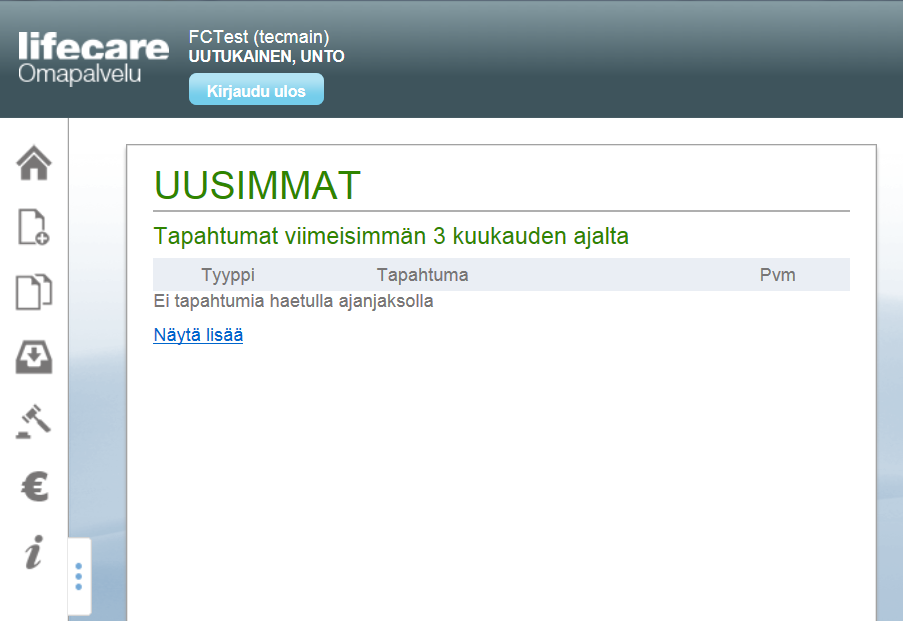 lifecare
Omapalvelu
FCTest (tecmain)
UUTUKAINEN, UNTO
Kirjaudu ulos
UUSIMMAT
Tapahtumat viimeisimmän 3 kuukauden ajalta
Tyyppi Tapahtuma Pvm
Ei tapahtumia haetulla ajanjaksolla
Näytä lisää